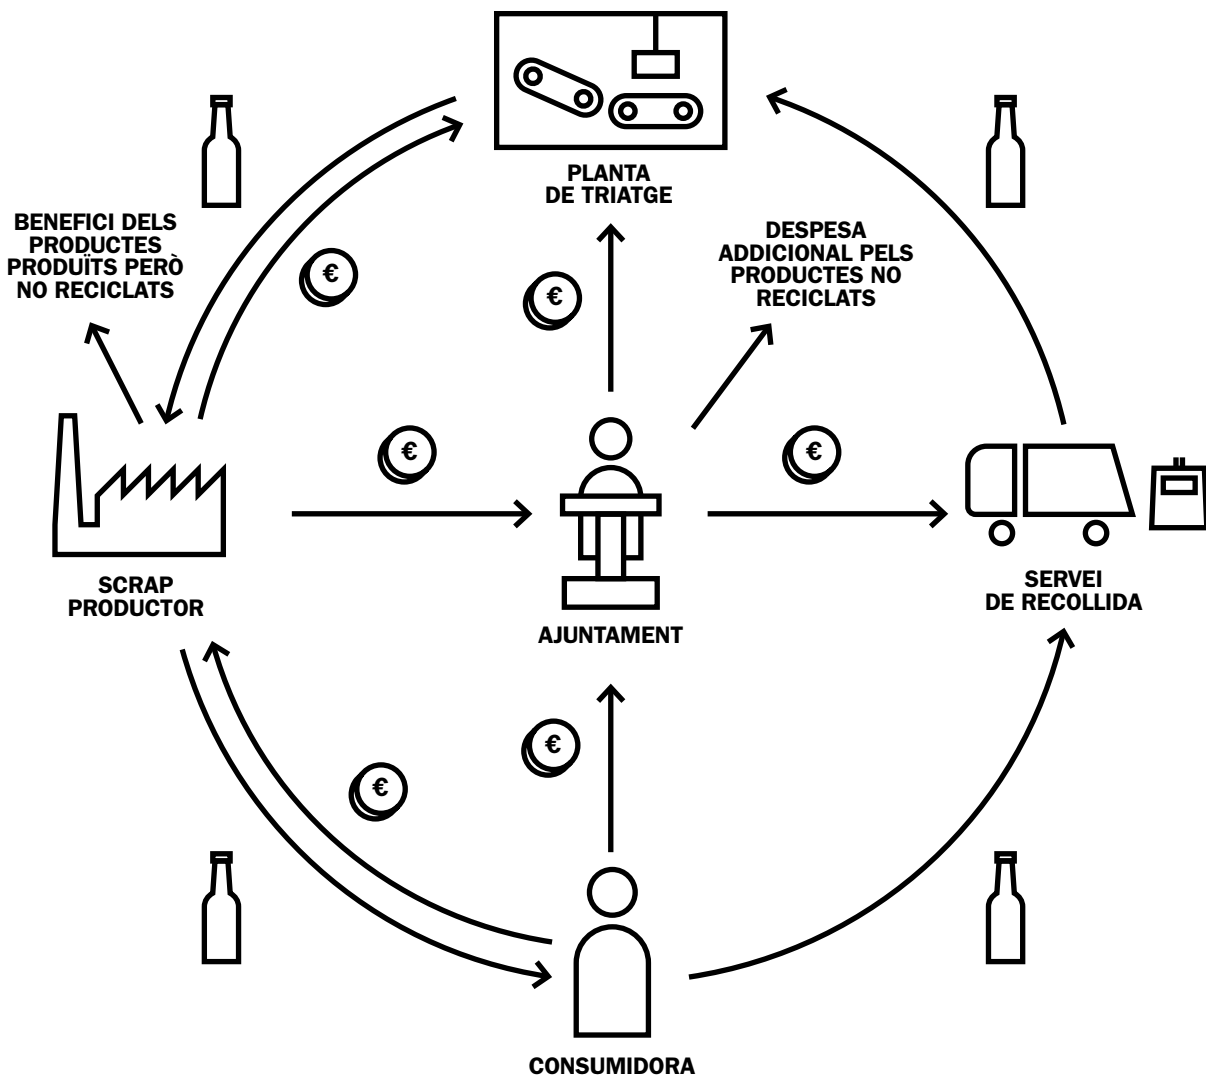 PLANTA
DE TRIATGE
BENEFICI DELS
PRODUCTES
PRODUÏTS PERÒ
NO RECICLATS
DESPESA
ADDICIONAL PELS
PRODUCTES NO
RECICLATS
€
€
€
€
SCRAP
PRODUCTOR
AJUNTAMENT
SERVEI
DE RECOLLIDA
€
€
CONSUMIDORA